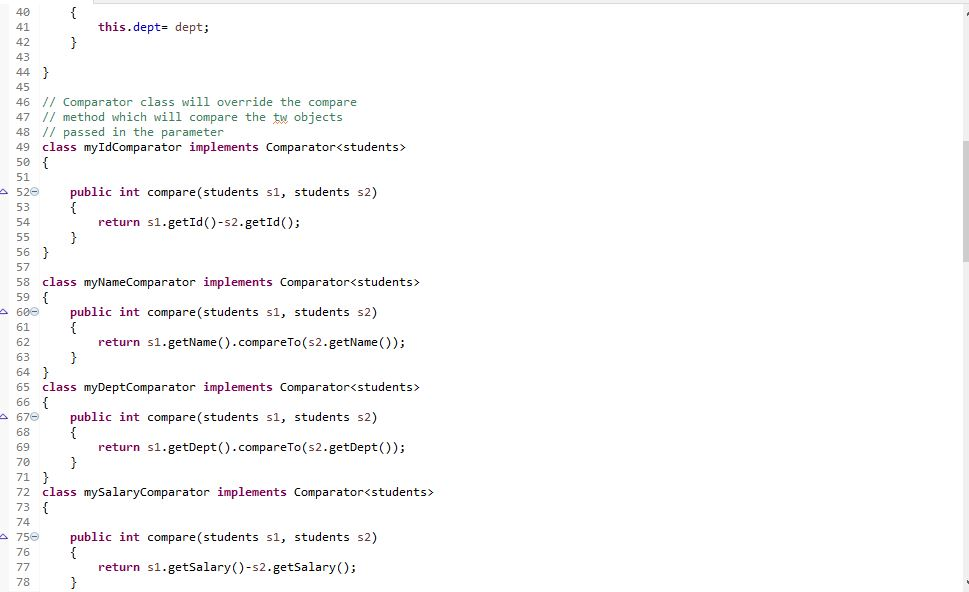 40     {
41         this.dept= dept;
42     }
43
44 }
45
46 // Comparator class will override the compare
47 // method which will compare the tw objects
48 // passed in the parameter
49 class myIdComparator implements Comparator<students>
50 {
51
52     public int compare(students s1, students s2)
53     {
54         return s1.getId()-s2.getId();
55     }
56 }
57
58 class myNameComparator implements Comparator<students>
59 {
60     public int compare(students s1, students s2)
61     {
62         return s1.getName().compareTo(s2.getName());
63     }
64 }
65 class myDeptComparator implements Comparator<students>
66 {
67     public int compare(students s1, students s2)
68     {
69         return s1.getDept().compareTo(s2.getDept());
70     }
71 }
72 class mySalaryComparator implements Comparator<students>
73 {
74
75     public int compare(students s1, students s2)
76     {
77         return s1.getSalary()-s2.getSalary();
78     }